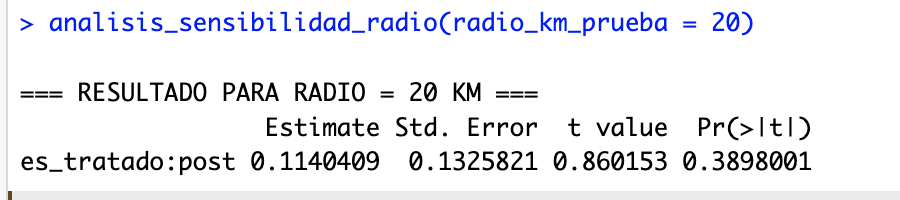 > analisis_sensibilidad_radio(radio_km_prueba = 20)
=== RESULTADO PARA RADIO = 20 KM ===
Estimate Std. Error t value Pr(>|t|)
es_tratado:post 0.1140409 0.1325821 0.860153 0.3898001